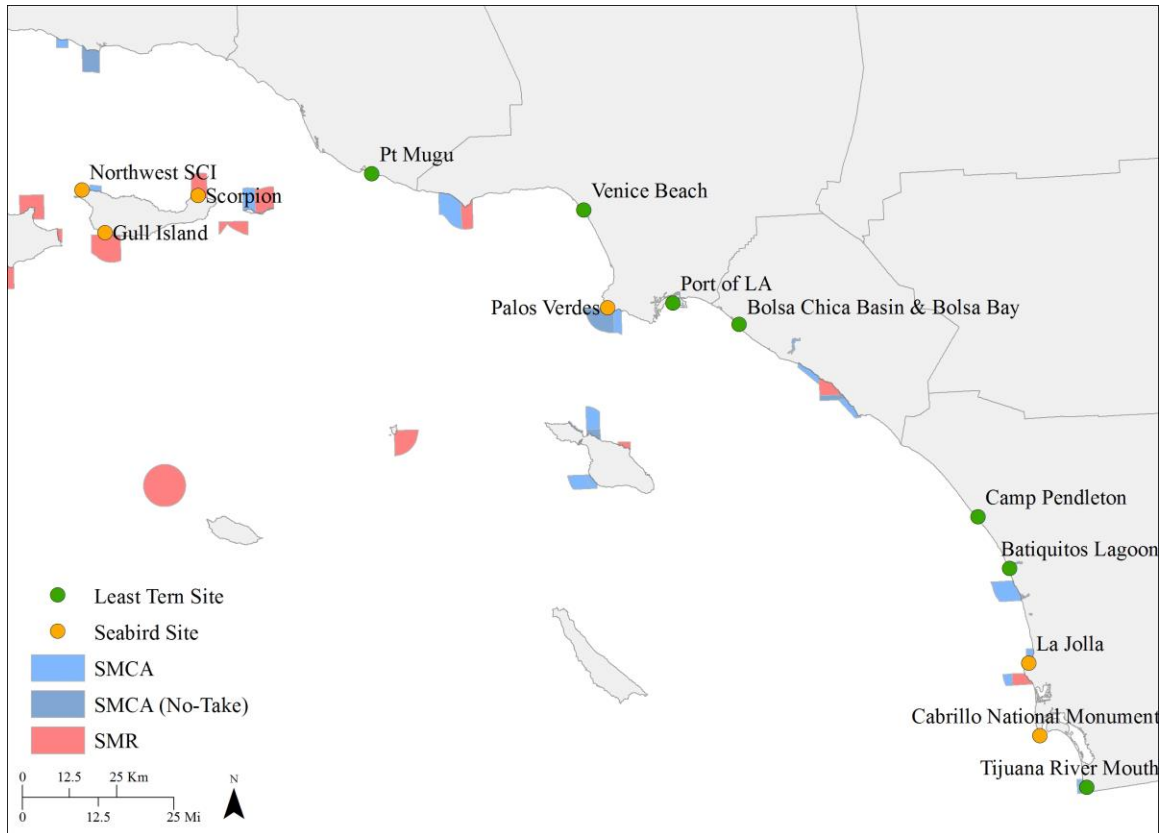 Pt Mugu
Northwest SCI
Scorpion
Venice Beach
Gull Island
Port of LA
Palos Verdes
Bolsa Chica Basin & Bolsa Bay
Camp Pendleton
Batiquitos Lagoon
Least Tern Site
Seabird Site
La Jolla
SMCA
SMCA (No-Take)
Cabrillo National Monument
SMR
Tijuana River Mouth
0 12.5 25 Km
N
0 12.5 25 Mi